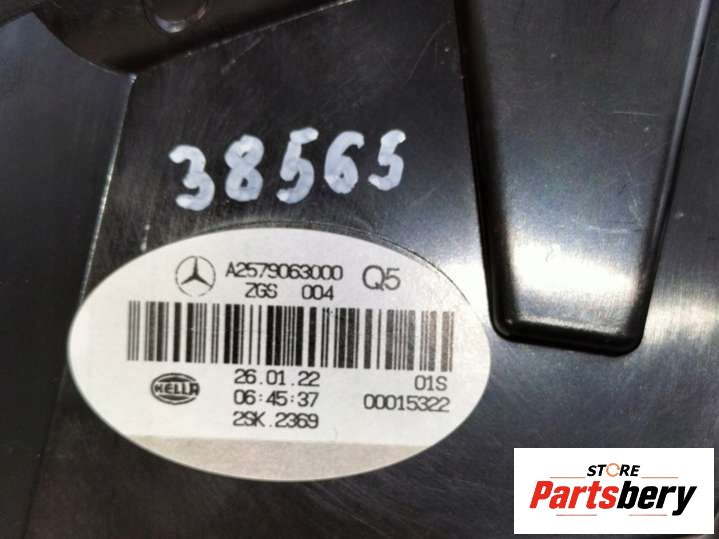 38565
A2579063000 Q5
ZGS 004
26.01.22 01S
06:45:37 00015322
HELLA
2SK.2369
STORE
Partsbery